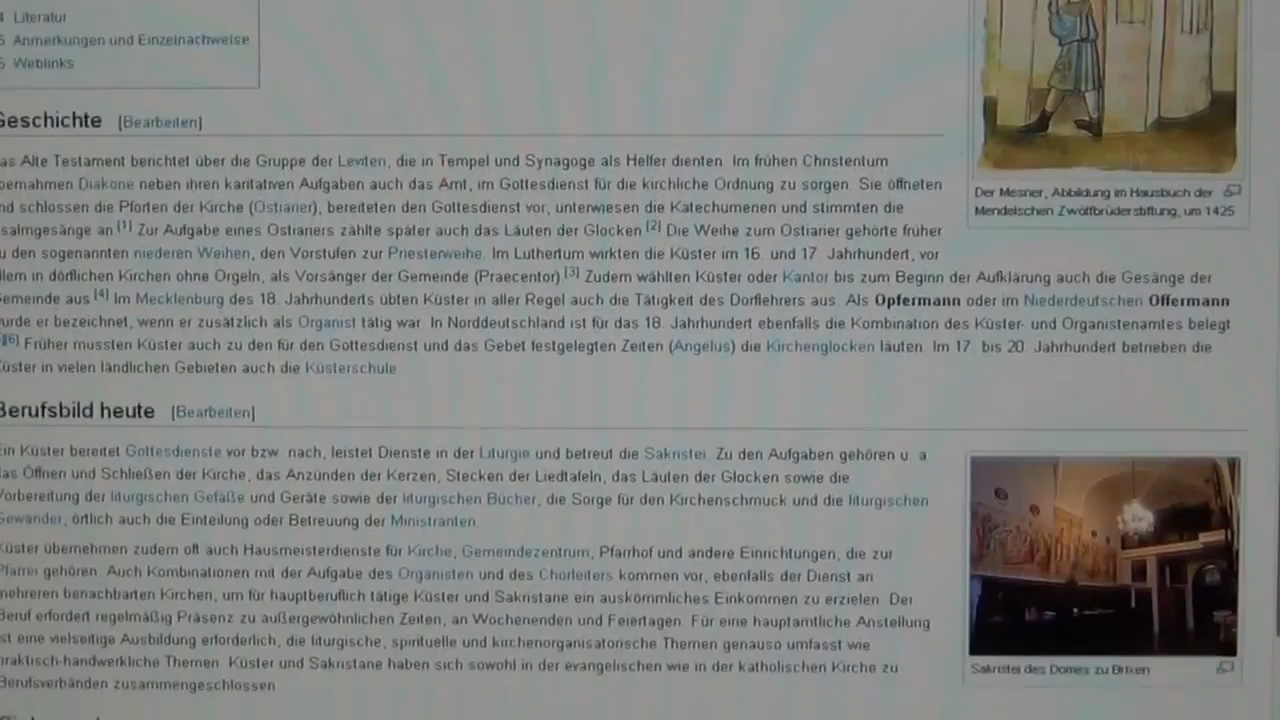 4 Literatur
5 Anmerkungen und Einzelnachweise
6 Weblinks
Geschichte [Bearbeiten]
as Alte Testament berichtet über die Gruppe der Leviten, die in Tempel und Synagoge als Helfer dienten. Im frühen Christentum
bernahmen Diakone neben ihren karitativen Aufgaben auch das Amt, im Gottesdienst für die kirchliche Ordnung zu sorgen. Sie öffneten
nd schlossen die Pforten der Kirche (Ostiarier), bereiteten den Gottesdienst vor, unterwiesen die Katechumenen und stimmten die
salmgesänge an.[1] Zur Aufgabe eines Ostiariers zählte später auch das Läuten der Glocken.[2] Die Weihe zum Ostiarier gehörte früher
u den sogenannten niederen Weihen, den Vorstufen zur Priesterweihe. Im Luthertum wirkten die Küster im 16. und 17. Jahrhundert, vor
llem in dörflichen Kirchen ohne Orgeln, als Vorsänger der Gemeinde (Praecentor).[3] Zudem wählten Küster oder Kantor bis zum Beginn der Aufklärung auch die Gesänge der
emeinde aus.[4] Im Mecklenburg des 18. Jahrhunderts übten Küster in aller Regel auch die Tätigkeit des Dorflehrers aus. Als Opfermann oder im Niederdeutschen Offermann
urde er bezeichnet, wenn er zusätzlich als Organist tätig war. In Norddeutschland ist für das 18. Jahrhundert ebenfalls die Kombination des Küster- und Organistenamtes belegt.
[6] Früher mussten Küster auch zu den für den Gottesdienst und das Gebet festgelegten Zeiten (Angelus) die Kirchenglocken läuten. Im 17. bis 20. Jahrhundert betrieben die
üster in vielen ländlichen Gebieten auch die Küsterschule.
Der Mesner, Abbildung im Hausbuch der
Mendelschen Zwölfbrüderstiftung, um 1425
Berufsbild heute [Bearbeiten]
Ein Küster bereitet Gottesdienste vor bzw. nach, leistet Dienste in der Liturgie und betreut die Sakristei. Zu den Aufgaben gehören u. a.
das Öffnen und Schließen der Kirche, das Anzünden der Kerzen, Stecken der Liedtafeln, das Läuten der Glocken sowie die
Vorbereitung der liturgischen Gefäße und Geräte sowie der liturgischen Bücher, die Sorge für den Kirchenschmuck und die liturgischen
Gewänder, örtlich auch die Einteilung oder Betreuung der Ministranten.
Küster übernehmen zudem oft auch Hausmeisterdienste für Kirche, Gemeindezentrum, Pfarrhof und andere Einrichtungen, die zur
Pfarrei gehören. Auch Kombinationen mit der Aufgabe des Organisten und des Chorleiters kommen vor, ebenfalls der Dienst an
mehreren benachbarten Kirchen, um für hauptberuflich tätige Küster und Sakristane ein auskömmliches Einkommen zu erzielen. Der
Beruf erfordert regelmäßig Präsenz zu außergewöhnlichen Zeiten, an Wochenenden und Feiertagen. Für eine hauptamtliche Anstellung
ist eine vielseitige Ausbildung erforderlich, die liturgische, spirituelle und kirchenorganisatorische Themen genauso umfasst wie
praktisch-handwerkliche Themen. Küster und Sakristane haben sich sowohl in der evangelischen wie in der katholischen Kirche zu
Berufsverbänden zusammengeschlossen.
Sakristei des Domes zu Brixen